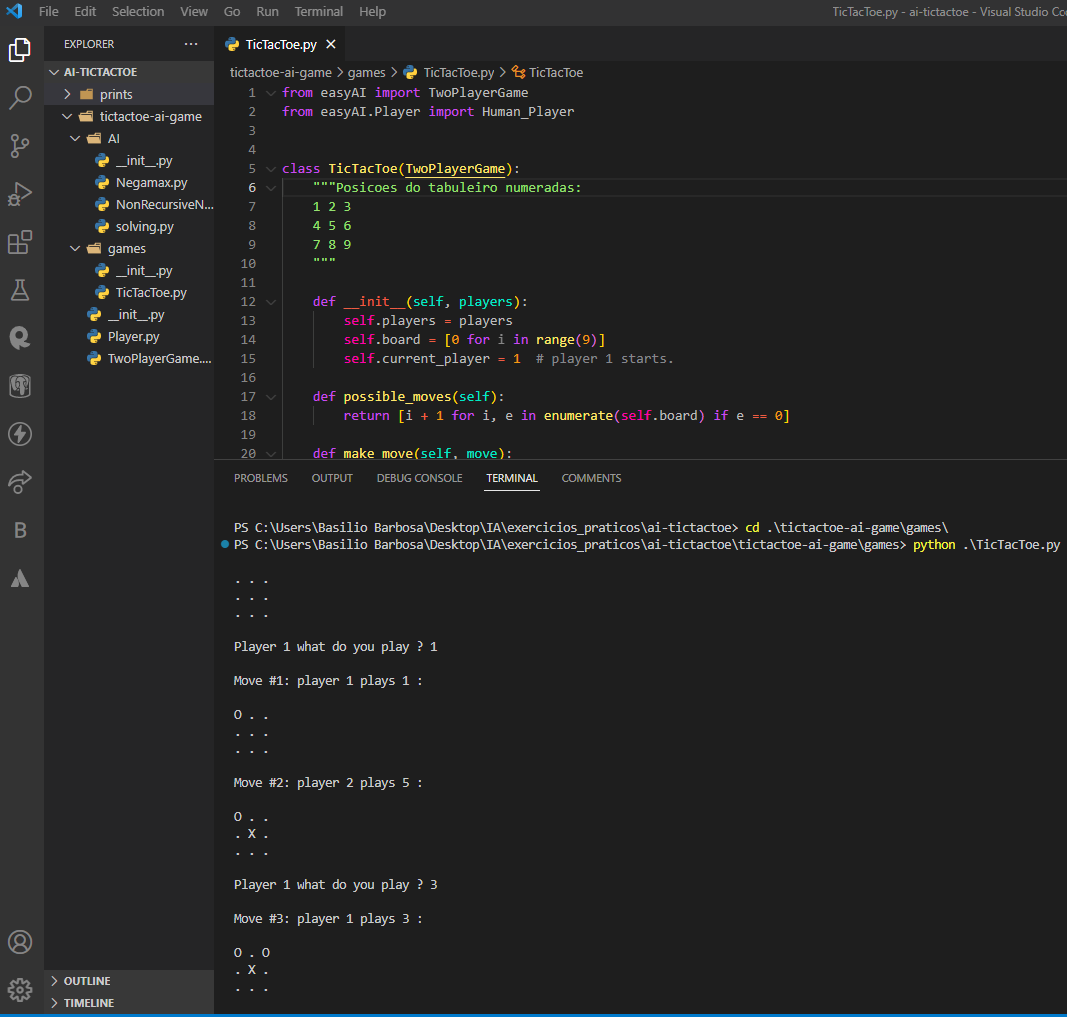 File Edit Selection View Go Run Terminal Help TicTacToe.py - ai-tictactoe - Visual Studio Co
EXPLORER ...
AI-TICTACTOE
prints
tictactoe-ai-game
AI
__init__.py
Negamax.py
NonRecursiveN...
solving.py
games
__init__.py
TicTacToe.py
__init__.py
Player.py
TwoPlayerGame....
OUTLINE
TIMELINE
TicTacToe.py
tictactoe-ai-game > games > TicTacToe.py > TicTacToe
1 from easyAI import TwoPlayerGame
2 from easyAI.Player import Human_Player
3
4
5 class TicTacToe(TwoPlayerGame):
6     """Posicoes do tabuleiro numeradas:
7     1 2 3
8     4 5 6
9     7 8 9
10     """
11
12     def __init__(self, players):
13         self.players = players
14         self.board = [0 for i in range(9)]
15         self.current_player = 1  # player 1 starts.
16
17     def possible_moves(self):
18         return [i + 1 for i, e in enumerate(self.board) if e == 0]
19
20     def make_move(self, move):
PROBLEMS OUTPUT DEBUG CONSOLE TERMINAL COMMENTS
PS C:\Users\Basilio Barbosa\Desktop\IA\exercicios_praticos\ai-tictactoe> cd .\tictactoe-ai-game\games\
PS C:\Users\Basilio Barbosa\Desktop\IA\exercicios_praticos\ai-tictactoe\tictactoe-ai-game\games> python .\TicTacToe.py
. . .
. . .
. . .
Player 1 what do you play ? 1
Move #1: player 1 plays 1 :
O . .
. . .
. . .
Move #2: player 2 plays 5 :
O . .
. X .
. . .
Player 1 what do you play ? 3
Move #3: player 1 plays 3 :
O . O
. X .
. . .